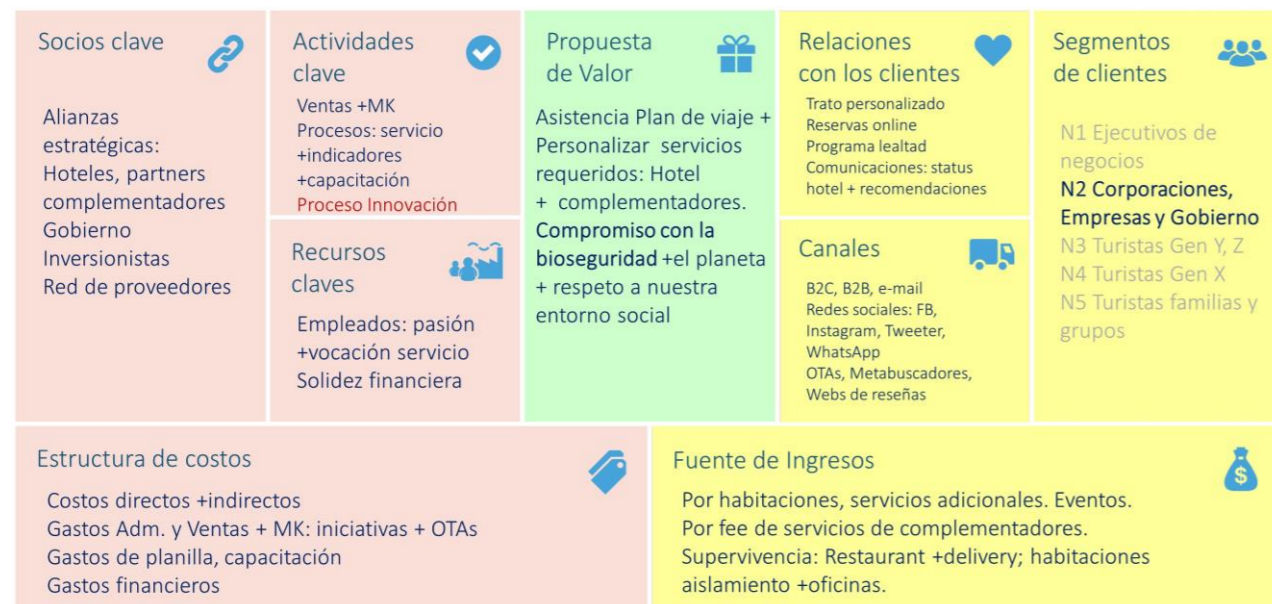 Socios clave
Alianzas
estratégicas:
Hoteles, partners
complementadores
Gobierno
Inversionistas
Red de proveedores
Actividades
clave
Ventas +MK
Procesos: servicio
+indicadores
+capacitación
Proceso Innovación
Recursos
claves
Empleados: pasión
+vocación servicio
Solidez financiera
Propuesta
de Valor
Asistencia Plan de viaje +
Personalizar servicios
requeridos: Hotel
+ complementadores.
Compromiso con la
bioseguridad +el planeta
+ respeto a nuestra
entorno social
Relaciones
con los clientes
Trato personalizado
Reservas online
Programa lealtad
Comunicaciones: status
hotel + recomendaciones
Canales
B2C, B2B, e-mail
Redes sociales: FB,
Instagram, Tweeter,
WhatsApp
OTAs, Metabuscadores,
Webs de reseñas
Segmentos
de clientes
N1 Ejecutivos de
negocios
N2 Corporaciones,
Empresas y Gobierno
N3 Turistas Gen Y, Z
N4 Turistas Gen X
N5 Turistas familias y
grupos
Estructura de costos
Costos directos +indirectos
Gastos Adm. y Ventas + MK: iniciativas + OTAs
Gastos de planilla, capacitación
Gastos financieros
Fuente de Ingresos
$
Por habitaciones, servicios adicionales. Eventos.
Por fee de servicios de complementadores.
Supervivencia: Restaurant +delivery; habitaciones
aislamiento +oficinas.